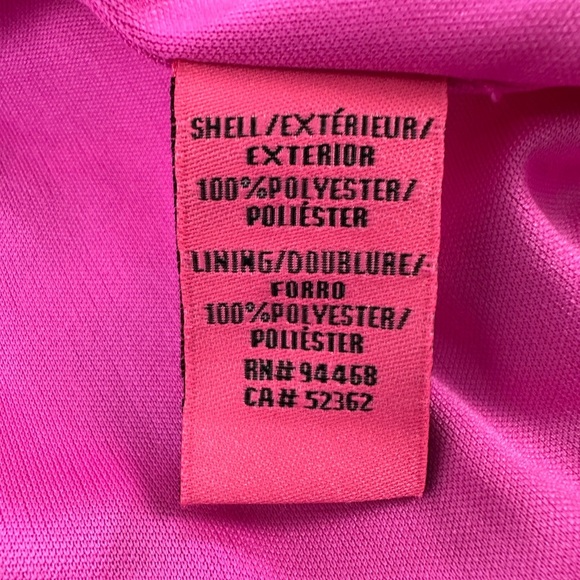 SHELL/EXTÉRIEUR/
EXTERIOR
100%POLYESTER/
POLIÉSTER
LINING/DOUBLURE/
FORRO
100%POLYESTER/
POLIÉSTER
RN# 94468
CA# 52362